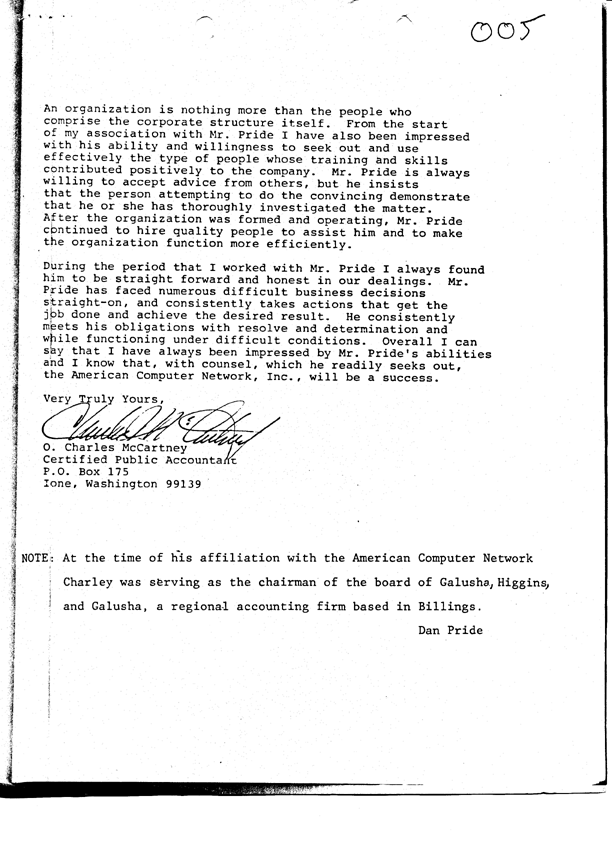 005
An organization is nothing more than the people who
comprise the corporate structure itself. From the start
of my association with Mr. Pride I have also been impressed
with his ability and willingness to seek out and use
effectively the type of people whose training and skills
contributed positively to the company. Mr. Pride is always
willing to accept advice from others, but he insists
that the person attempting to do the convincing demonstrate
that he or she has thoroughly investigated the matter.
After the organization was formed and operating, Mr. Pride
continued to hire quality people to assist him and to make
the organization function more efficiently.
During the period that I worked with Mr. Pride I always found
him to be straight forward and honest in our dealings. Mr.
Pride has faced numerous difficult business decisions
straight-on, and consistently takes actions that get the
job done and achieve the desired result. He consistently
meets his obligations with resolve and determination and
while functioning under difficult conditions. Overall I can
say that I have always been impressed by Mr. Pride's abilities
and I know that, with counsel, which he readily seeks out,
the American Computer Network, Inc., will be a success.
Very Truly Yours,
O. Charles McCartney
Certified Public Accountant
P.O. Box 175
Ione, Washington 99139
NOTE: At the time of his affiliation with the American Computer Network
Charley was serving as the chairman of the board of Galusha, Higgins,
and Galusha, a regional accounting firm based in Billings.
Dan Pride